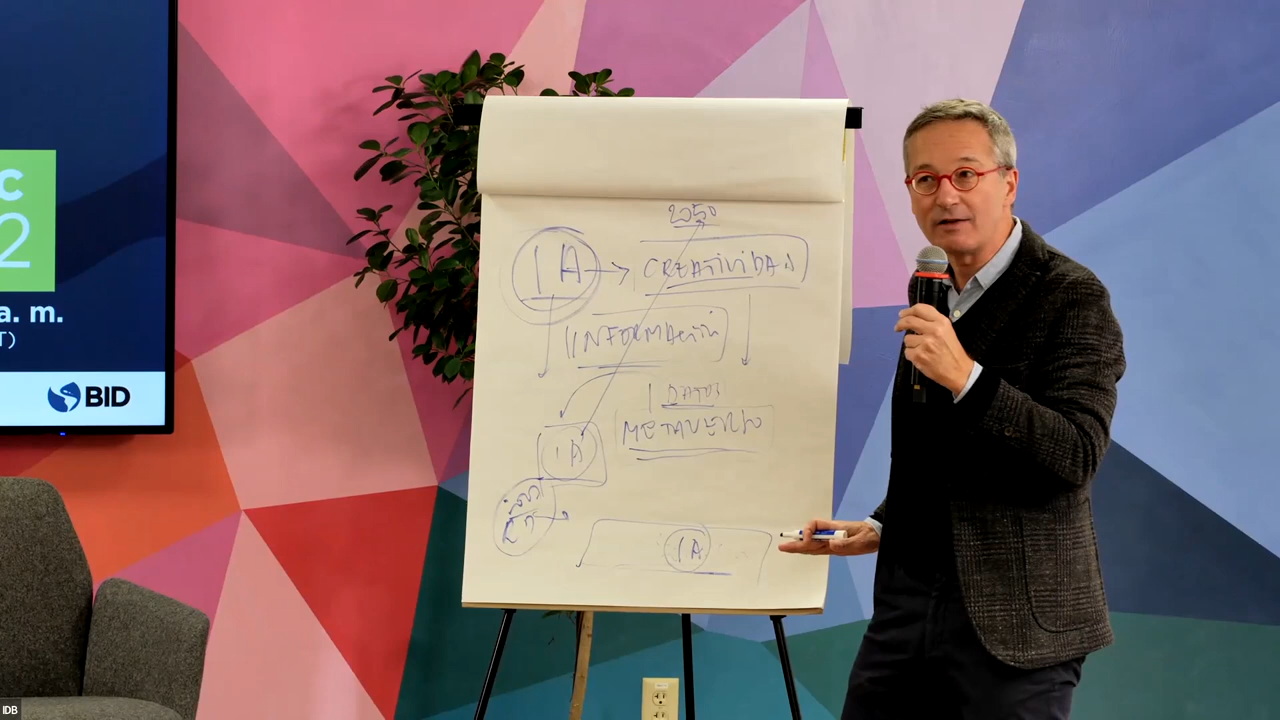 C
2
a. m.
T)
BID
2050
IA → CREATIVIDAD
INFORMACIÓN
DATOS
METAVERSO
IA
IA
IDB